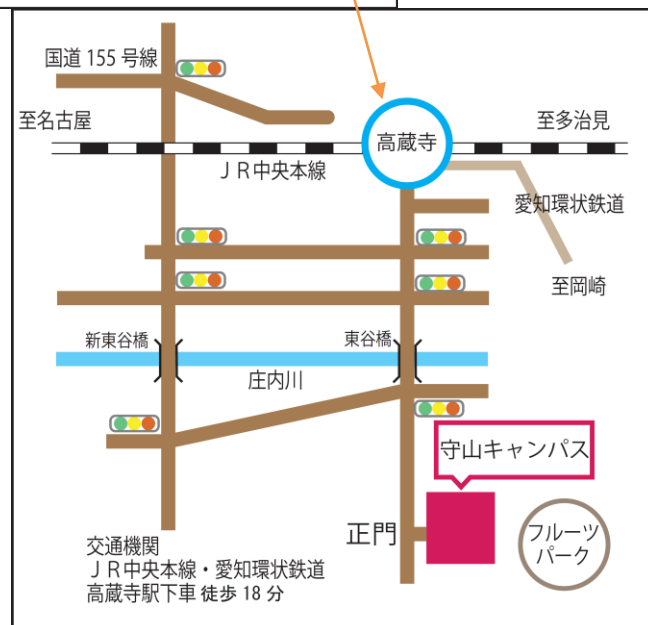 国道 155 号線
至名古屋
高蔵寺
至多治見
ＪＲ中央本線
愛知環状鉄道
至岡崎
新東谷橋
東谷橋
庄内川
守山キャンパス
正門
フルーツ
パーク
交通機関
ＪＲ中央本線・愛知環状鉄道
高蔵寺駅下車 徒歩 18 分